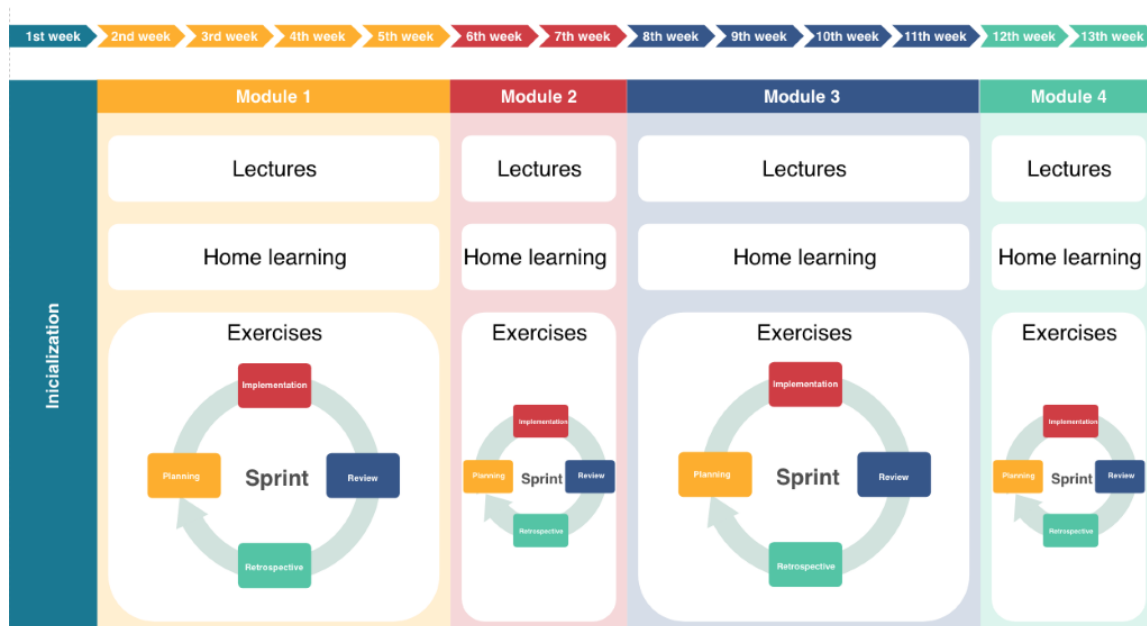 1st week 2nd week 3rd week 4th week 5th week 6th week 7th week 8th week 9th week 10th week 11th week 12th week 13th week
Inicialization
Module 1 Module 2 Module 3 Module 4
Lectures Lectures Lectures Lectures
Home learning Home learning Home learning Home learning
Exercises Exercises Exercises Exercises
Implementation Implementation Implementation Implementation
Planning Sprint Review Planning Sprint Review Planning Sprint Review Planning Sprint Review
Retrospective Retrospective Retrospective Retrospective